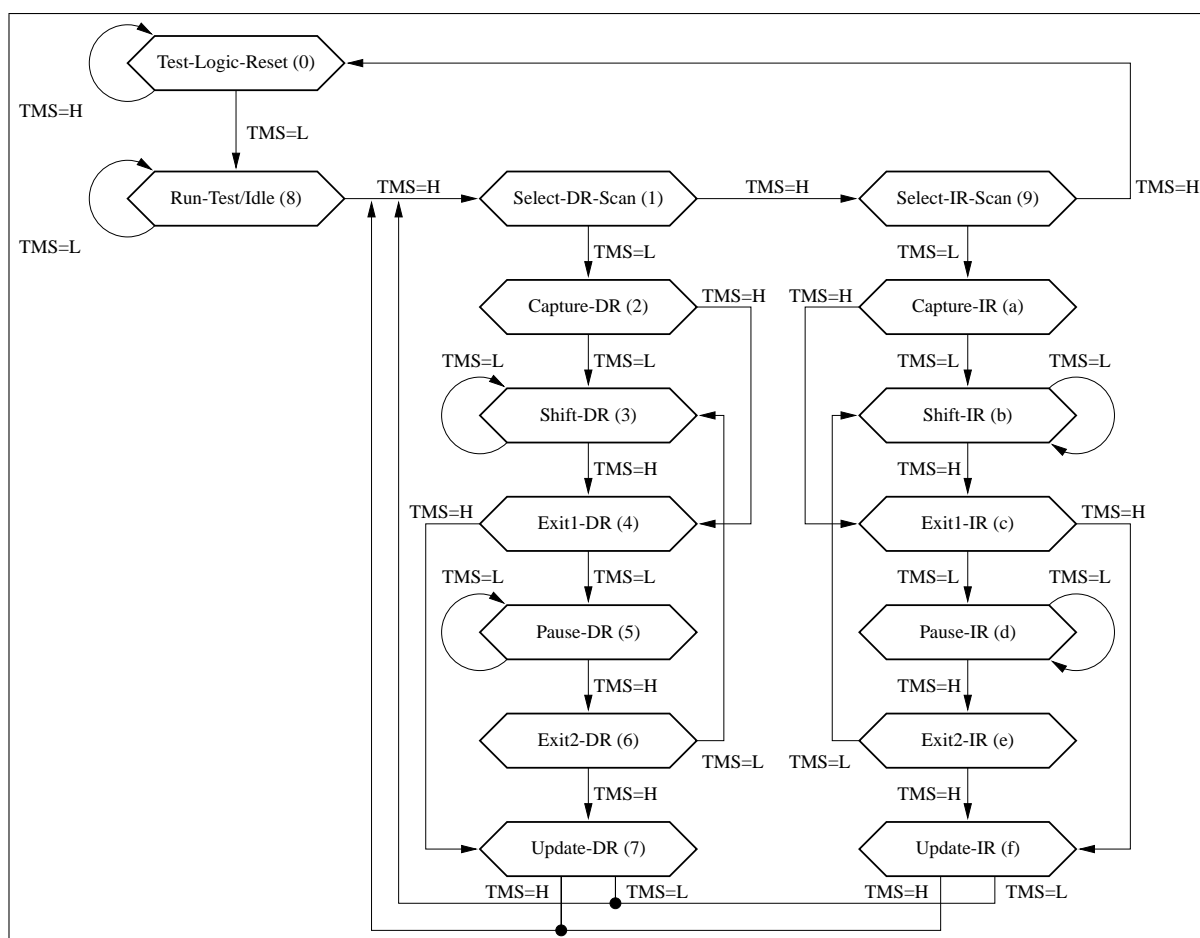 Test-Logic-Reset (0)
TMS=H
TMS=L
Run-Test/Idle (8)
TMS=H
Select-DR-Scan (1)
TMS=H
Select-IR-Scan (9)
TMS=H
TMS=L
TMS=L
TMS=L
Capture-DR (2)
TMS=H
TMS=H
Capture-IR (a)
TMS=L
TMS=L
TMS=L
TMS=L
Shift-DR (3)
Shift-IR (b)
TMS=H
TMS=H
TMS=H
Exit1-DR (4)
Exit1-IR (c)
TMS=H
TMS=L
TMS=L
TMS=L
TMS=L
Pause-DR (5)
Pause-IR (d)
TMS=H
TMS=H
Exit2-DR (6)
TMS=L
TMS=L
Exit2-IR (e)
TMS=H
TMS=H
Update-DR (7)
Update-IR (f)
TMS=H
TMS=L
TMS=H
TMS=L